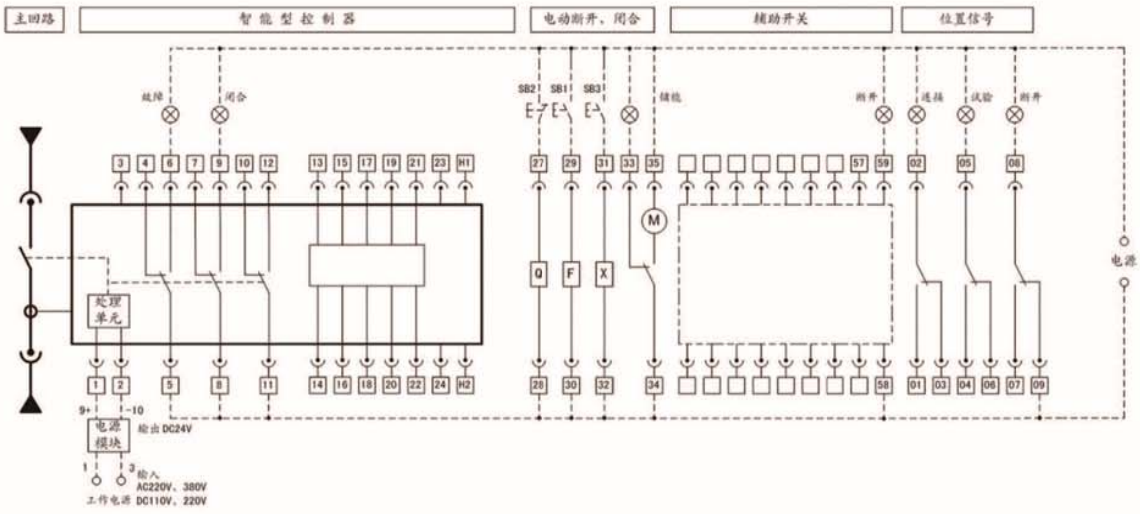 主回路 智能型控制器 电动断开、闭合 辅助开关 位置信号
SB2 SB1 SB3
故障 闭合 储能 断开 连接 试验 断开
3 4 6 7 9 10 12 13 15 17 19 21 23 H1 27 29 31 33 35 57 59 02 05 08
M
电源
Q F X
处理
单元
1 2 5 8 11 14 16 18 20 22 24 H2 28 30 32 34 58 01 03 04 06 07 09
9+ -10
电源
模块
输出DC24V
1 3
输入
AC220V、380V
工作电源 DC110V、220V